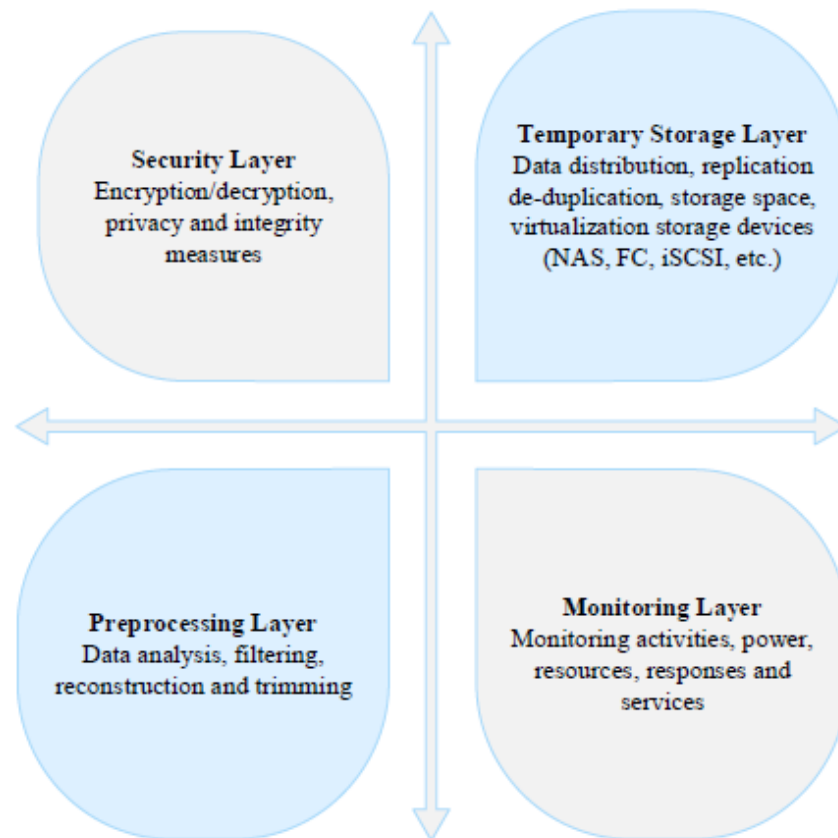 Security Layer
Encryption/decryption,
privacy and integrity
measures
Temporary Storage Layer
Data distribution, replication
de-duplication, storage space,
virtualization storage devices
(NAS, FC, iSCSI, etc.)
Preprocessing Layer
Data analysis, filtering,
reconstruction and trimming
Monitoring Layer
Monitoring activities, power,
resources, responses and
services